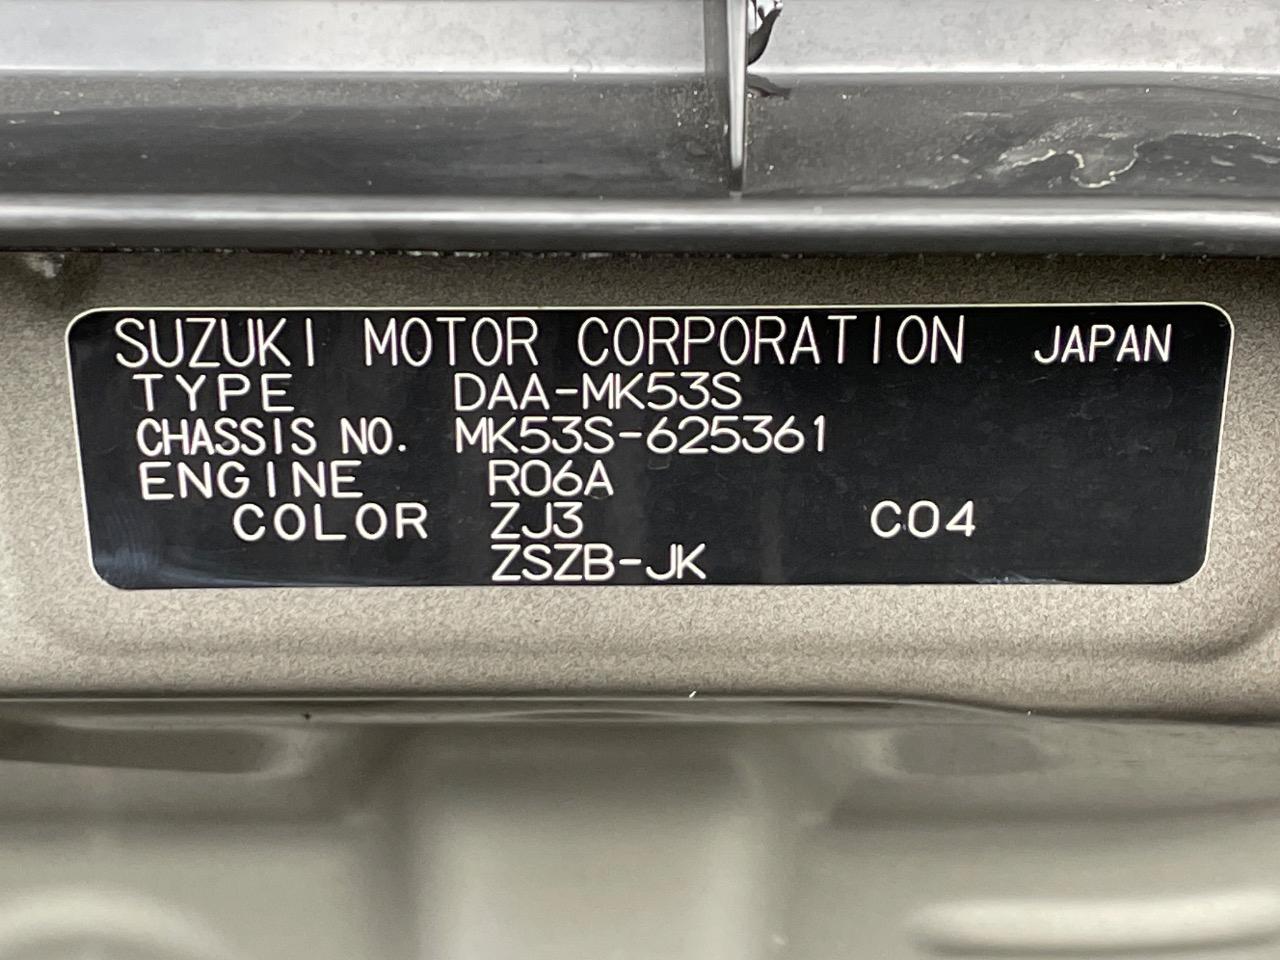 SUZUKI MOTOR CORPORATION JAPAN
TYPE DAA-MK53S
CHASSIS NO. MK53S-625361
ENGINE R06A
COLOR ZJ3 C04
ZSZB-JK